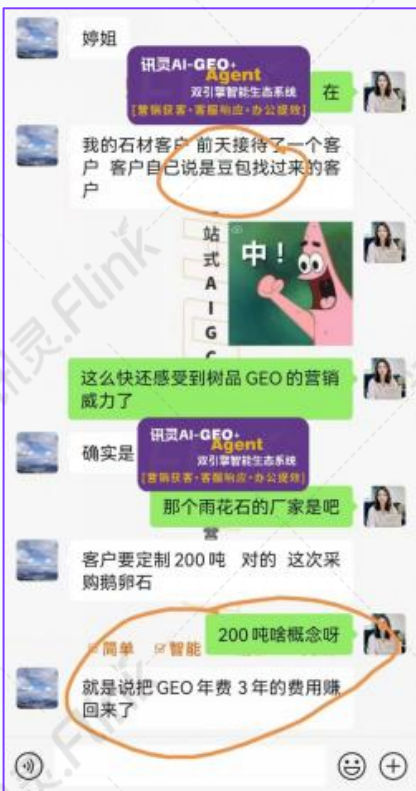 婷姐
讯灵AI-GEO+
Agent
双引擎智能生态系统
[营销获客·客服响应·办公提效]
在
我的石材客户 前天接待了一个客
户 客户自己说是豆包找过来的客
户
站
式
A
I
G
中！
这么快还感受到树品 GEO 的营销
威力了
确实是
讯灵AI-GEO+
Agent
双引擎智能生态系统
[营销获客·客服响应·办公提效]
那个雨花石的厂家是吧
营
客户要定制 200 吨 对的 这次采
购鹅卵石
200 吨啥概念呀
简单 智能
就是说把 GEO 年费 3 年的费用赚
回来了
讯灵.Flink